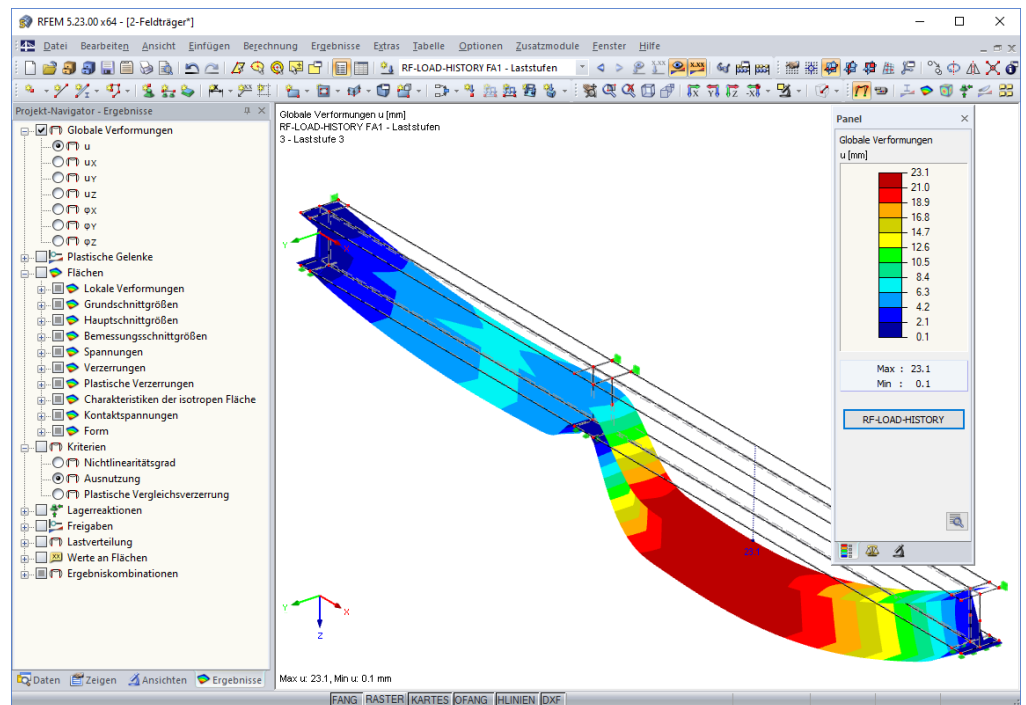 RFEM 5.23.00 x64 - [2-Feldträger*]
Datei Bearbeiten Ansicht Einfügen Berechnung Ergebnisse Extras Tabelle Optionen Zusatzmodule Fenster Hilfe
RF-LOAD-HISTORY FA1 - Laststufen
Projekt-Navigator - Ergebnisse
Globale Verformungen
u
ux
uY
uz
φX
φY
φZ
Plastische Gelenke
Flächen
Lokale Verformungen
Grundschnittgrößen
Hauptschnittgrößen
Bemessungsschnittgrößen
Spannungen
Verzerrungen
Plastische Verzerrungen
Charakteristiken der isotropen Fläche
Kontaktspannungen
Form
Kriterien
Nichtlinearitätsgrad
Ausnutzung
Plastische Vergleichsverzerrung
Lagerreaktionen
Freigaben
Lastverteilung
Werte an Flächen
Ergebniskombinationen
Daten Zeigen Ansichten Ergebnisse
Globale Verformungen u [mm]
RF-LOAD-HISTORY FA1 - Laststufen
3 - Laststufe 3
Y
X
23.1
Y
X
Z
Max u: 23.1, Min u: 0.1 mm
Panel
Globale Verformungen
u [mm]
23.1
21.0
18.9
16.8
14.7
12.6
10.5
8.4
6.3
4.2
2.1
0.1
Max : 23.1
Min : 0.1
RF-LOAD-HISTORY
FANG RASTER KARTES OFANG HLINIEN DXF